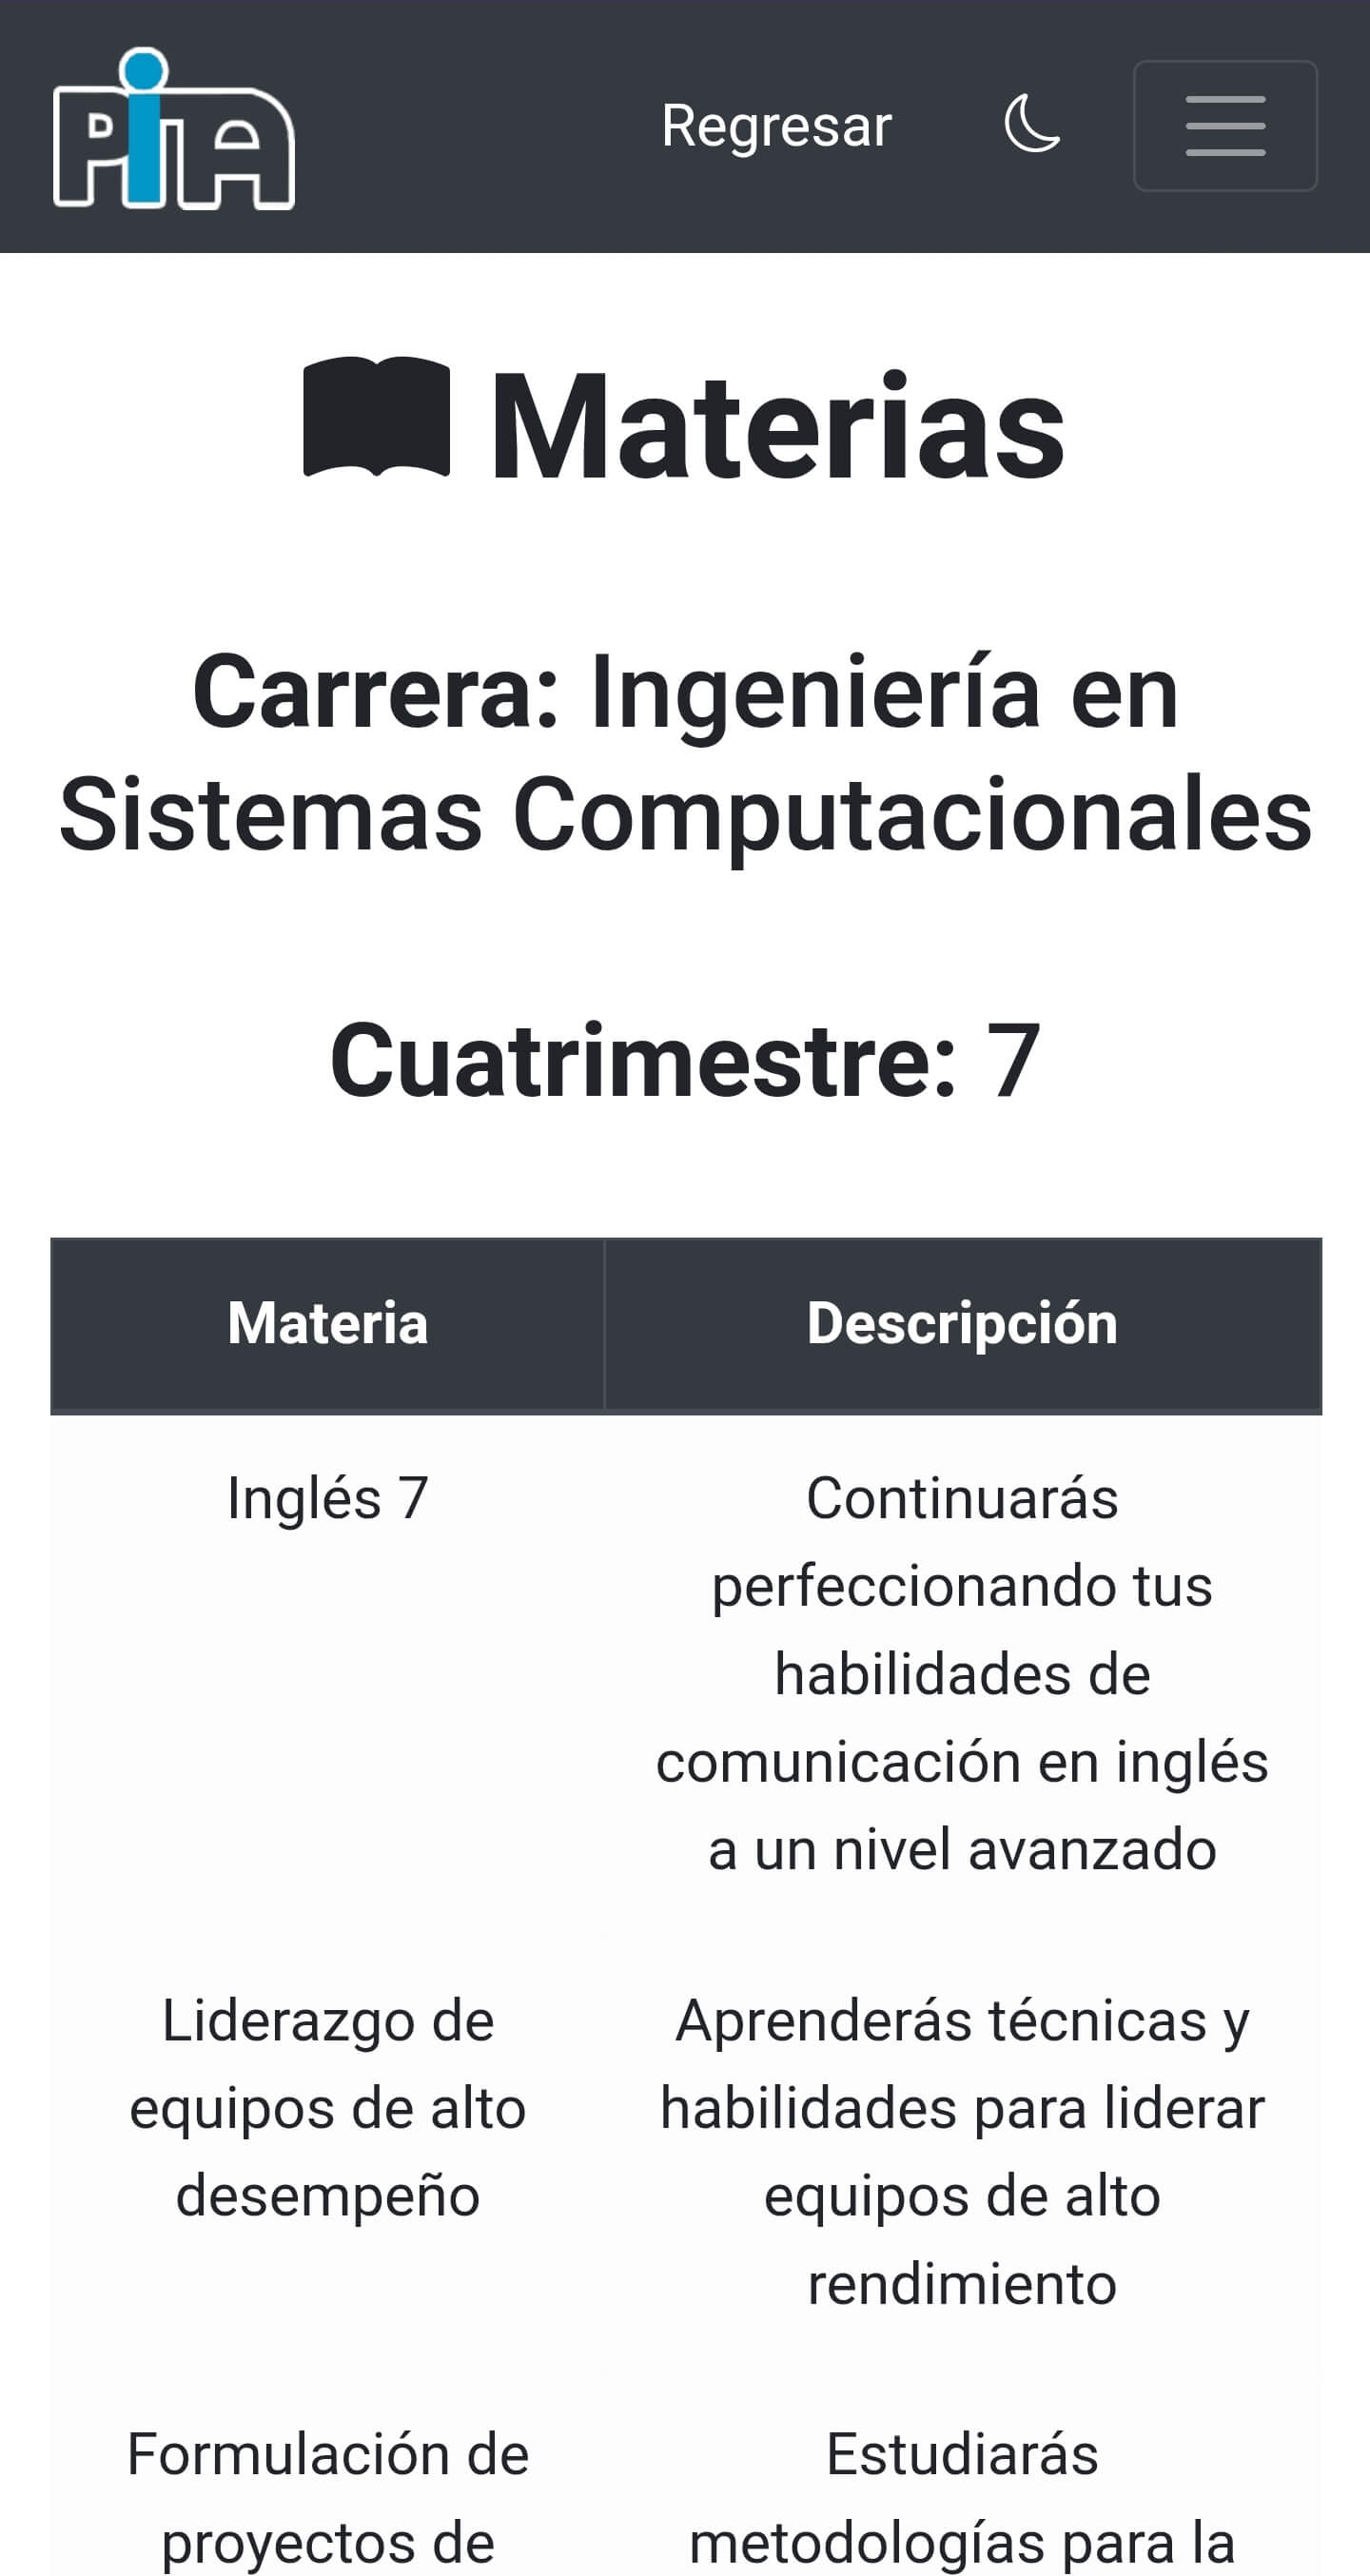 PiA
Regresar
Materias
Carrera: Ingeniería en
Sistemas Computacionales
Cuatrimestre: 7
Materia Descripción
Inglés 7 Continuarás
perfeccionando tus
habilidades de
comunicación en inglés
a un nivel avanzado
Liderazgo de Aprenderás técnicas y
equipos de alto habilidades para liderar
desempeño equipos de alto
rendimiento
Formulación de Estudiarás
proyectos de metodologías para la